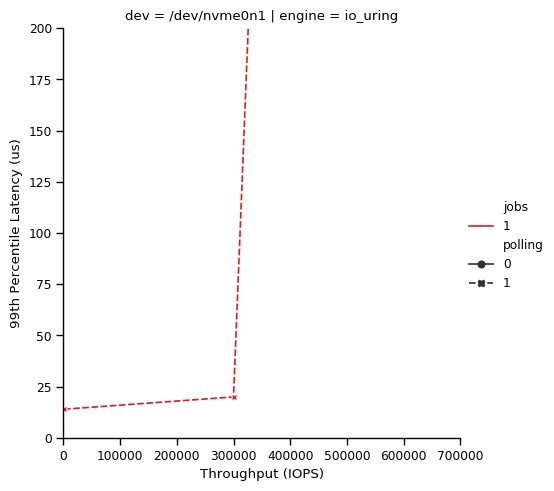 dev = /dev/nvme0n1 | engine = io_uring
200
175
150
125
100
75
50
25
0
99th Percentile Latency (us)
0 100000 200000 300000 400000 500000 600000 700000
Throughput (IOPS)
jobs
1
polling
0
1